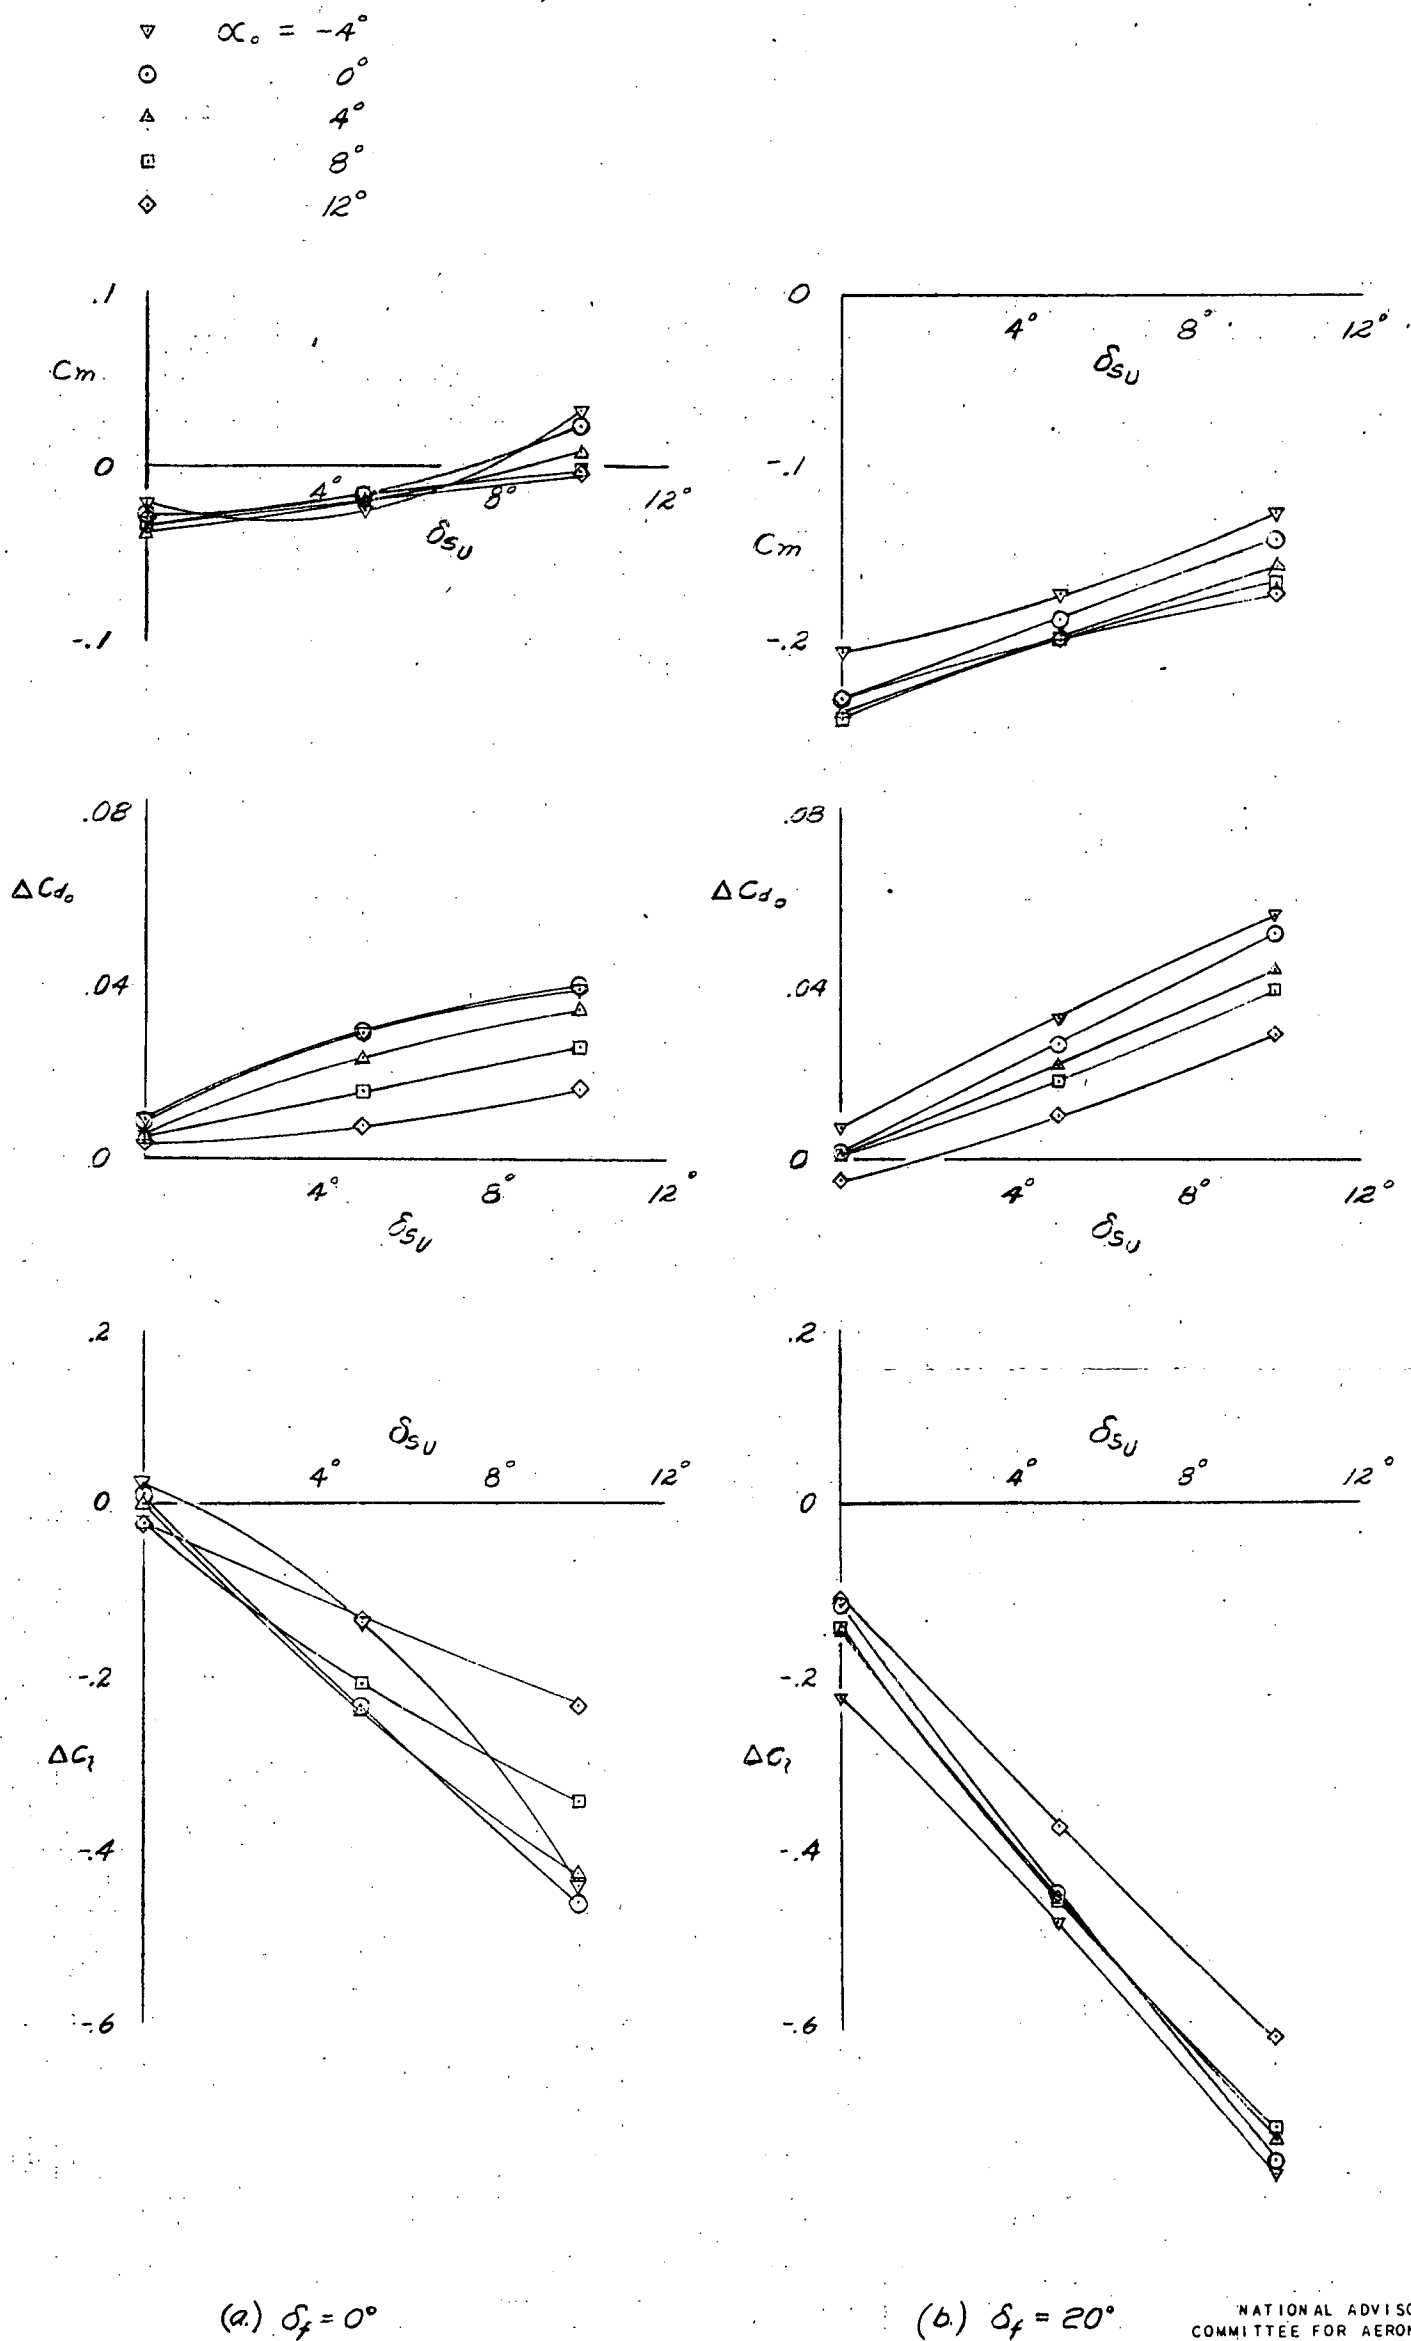 α₀ = -4°
0°
4°
8°
12°
.1
Cm
0
-.1
4°
8°
12°
δsu
0
4°
8°
12°
δsu
-.1
Cm
-.2
.08
ΔCd₀
.04
.0
4°
8°
12°
δsu
.08
ΔCd₀
.04
0
4°
8°
12°
δsu
.2
δsu
4°
8°
12°
0
-.2
ΔCl
-.4
-.6
.2
δsu
4°
8°
12°
0
-.2
ΔCl
-.4
-.6
(a.) δf = 0°
(b.) δf = 20°
NATIONAL ADVISO
COMMITTEE FOR AERON